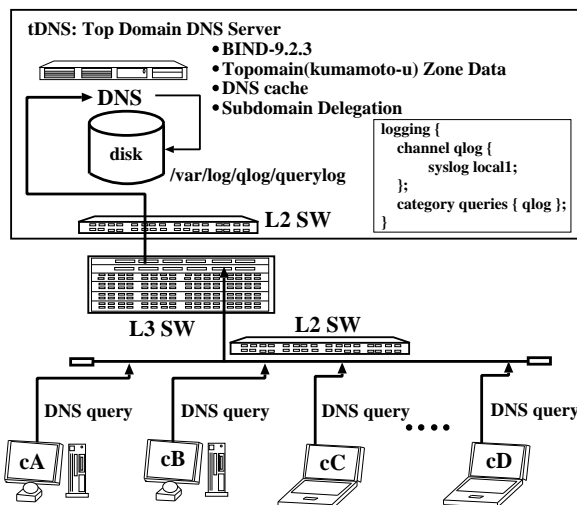 tDNS: Top Domain DNS Server
•BIND-9.2.3
•Topomain(kumamoto-u) Zone Data
•DNS cache
•Subdomain Delegation
DNS
disk
/var/log/qlog/querylog
logging {
channel qlog {
syslog local1;
};
category queries { qlog };
}
L2 SW
L3 SW
L2 SW
DNS query
DNS query
DNS query
DNS query
cA
cB
cC
cD